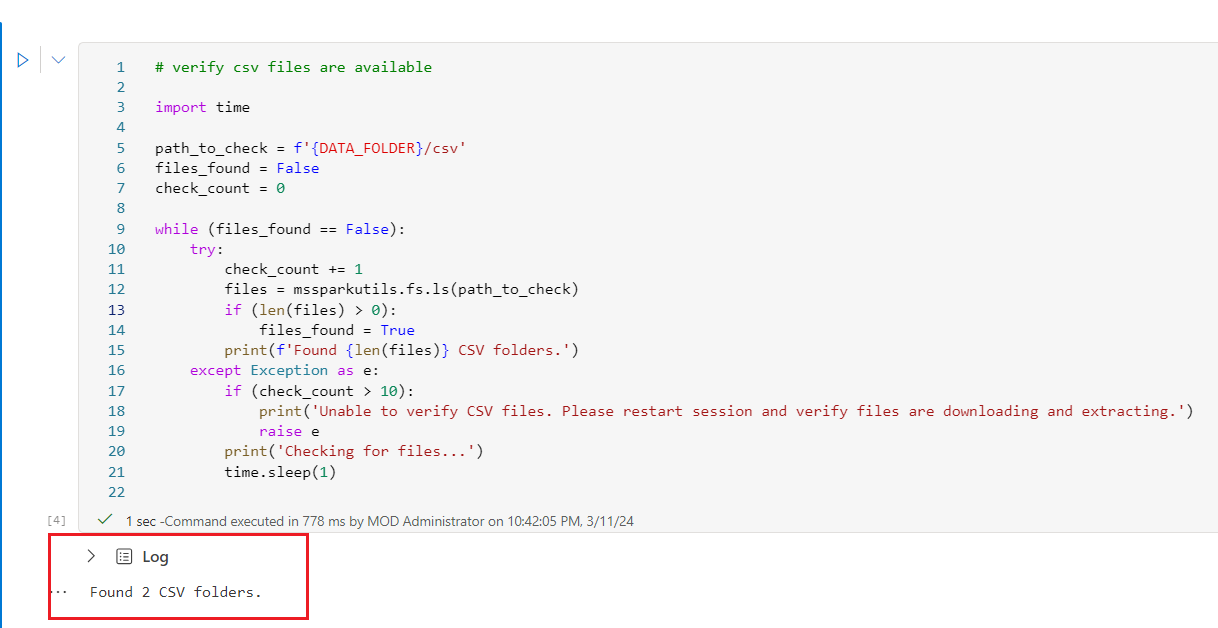 1 # verify csv files are available
2
3 import time
4
5 path_to_check = f'{DATA_FOLDER}/csv'
6 files_found = False
7 check_count = 0
8
9 while (files_found == False):
10     try:
11         check_count += 1
12         files = mssparkutils.fs.ls(path_to_check)
13         if (len(files) > 0):
14             files_found = True
15         print(f'Found {len(files)} CSV folders.')
16     except Exception as e:
17         if (check_count > 10):
18             print('Unable to verify CSV files. Please restart session and verify files are downloading and extracting.')
19             raise e
20         print('Checking for files...')
21         time.sleep(1)
22
[4] 1 sec -Command executed in 778 ms by MOD Administrator on 10:42:05 PM, 3/11/24
Log
... Found 2 CSV folders.